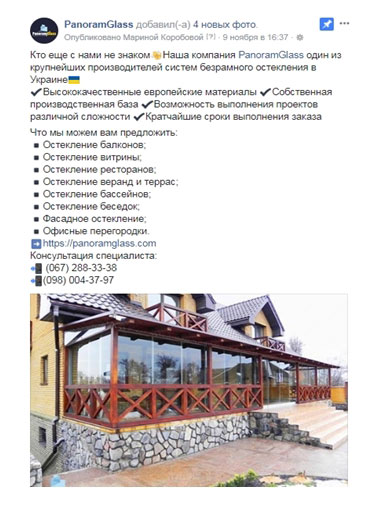 PanoramGlass добавил(-а) 4 новых фото.
Опубликовано Мариной Коробовой [?] · 9 ноября в 16:37 ·
Кто еще с нами не знаком👋Наша компания PanoramGlass один из
крупнейших производителей систем безрамного остекления в
Украине🇺🇦
✔Высококачественные европейские материалы ✔Собственная
производственная база ✔Возможность выполнения проектов
различной сложности ✔Кратчайшие сроки выполнения заказа
Что мы можем вам предложить:
▪ Остекление балконов;
▪ Остекление витрины;
▪ Остекление ресторанов;
▪ Остекление веранд и террас;
▪ Остекление бассейнов;
▪ Остекление беседок;
▪ Фасадное остекление;
▪ Офисные перегородки.
➡https://panoramglass.com
Консультация специалиста:
📲 (067) 288-33-38
📲(098) 004-37-97